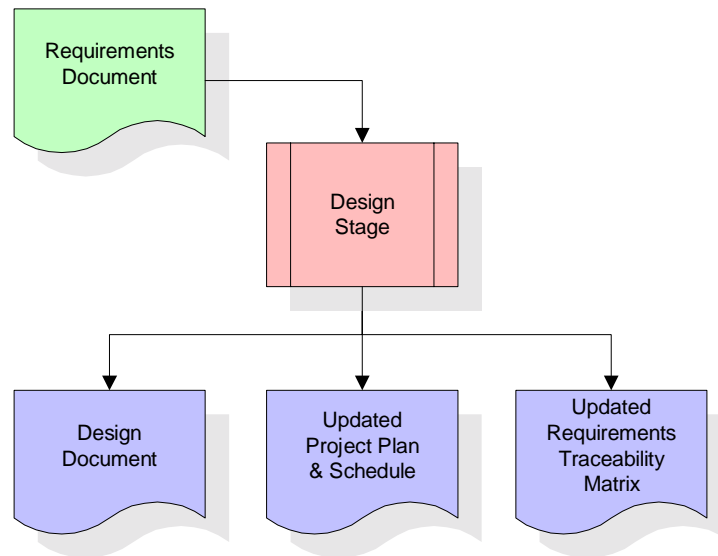 Requirements
Document
Design
Stage
Design
Document
Updated
Project Plan
& Schedule
Updated
Requirements
Traceability
Matrix